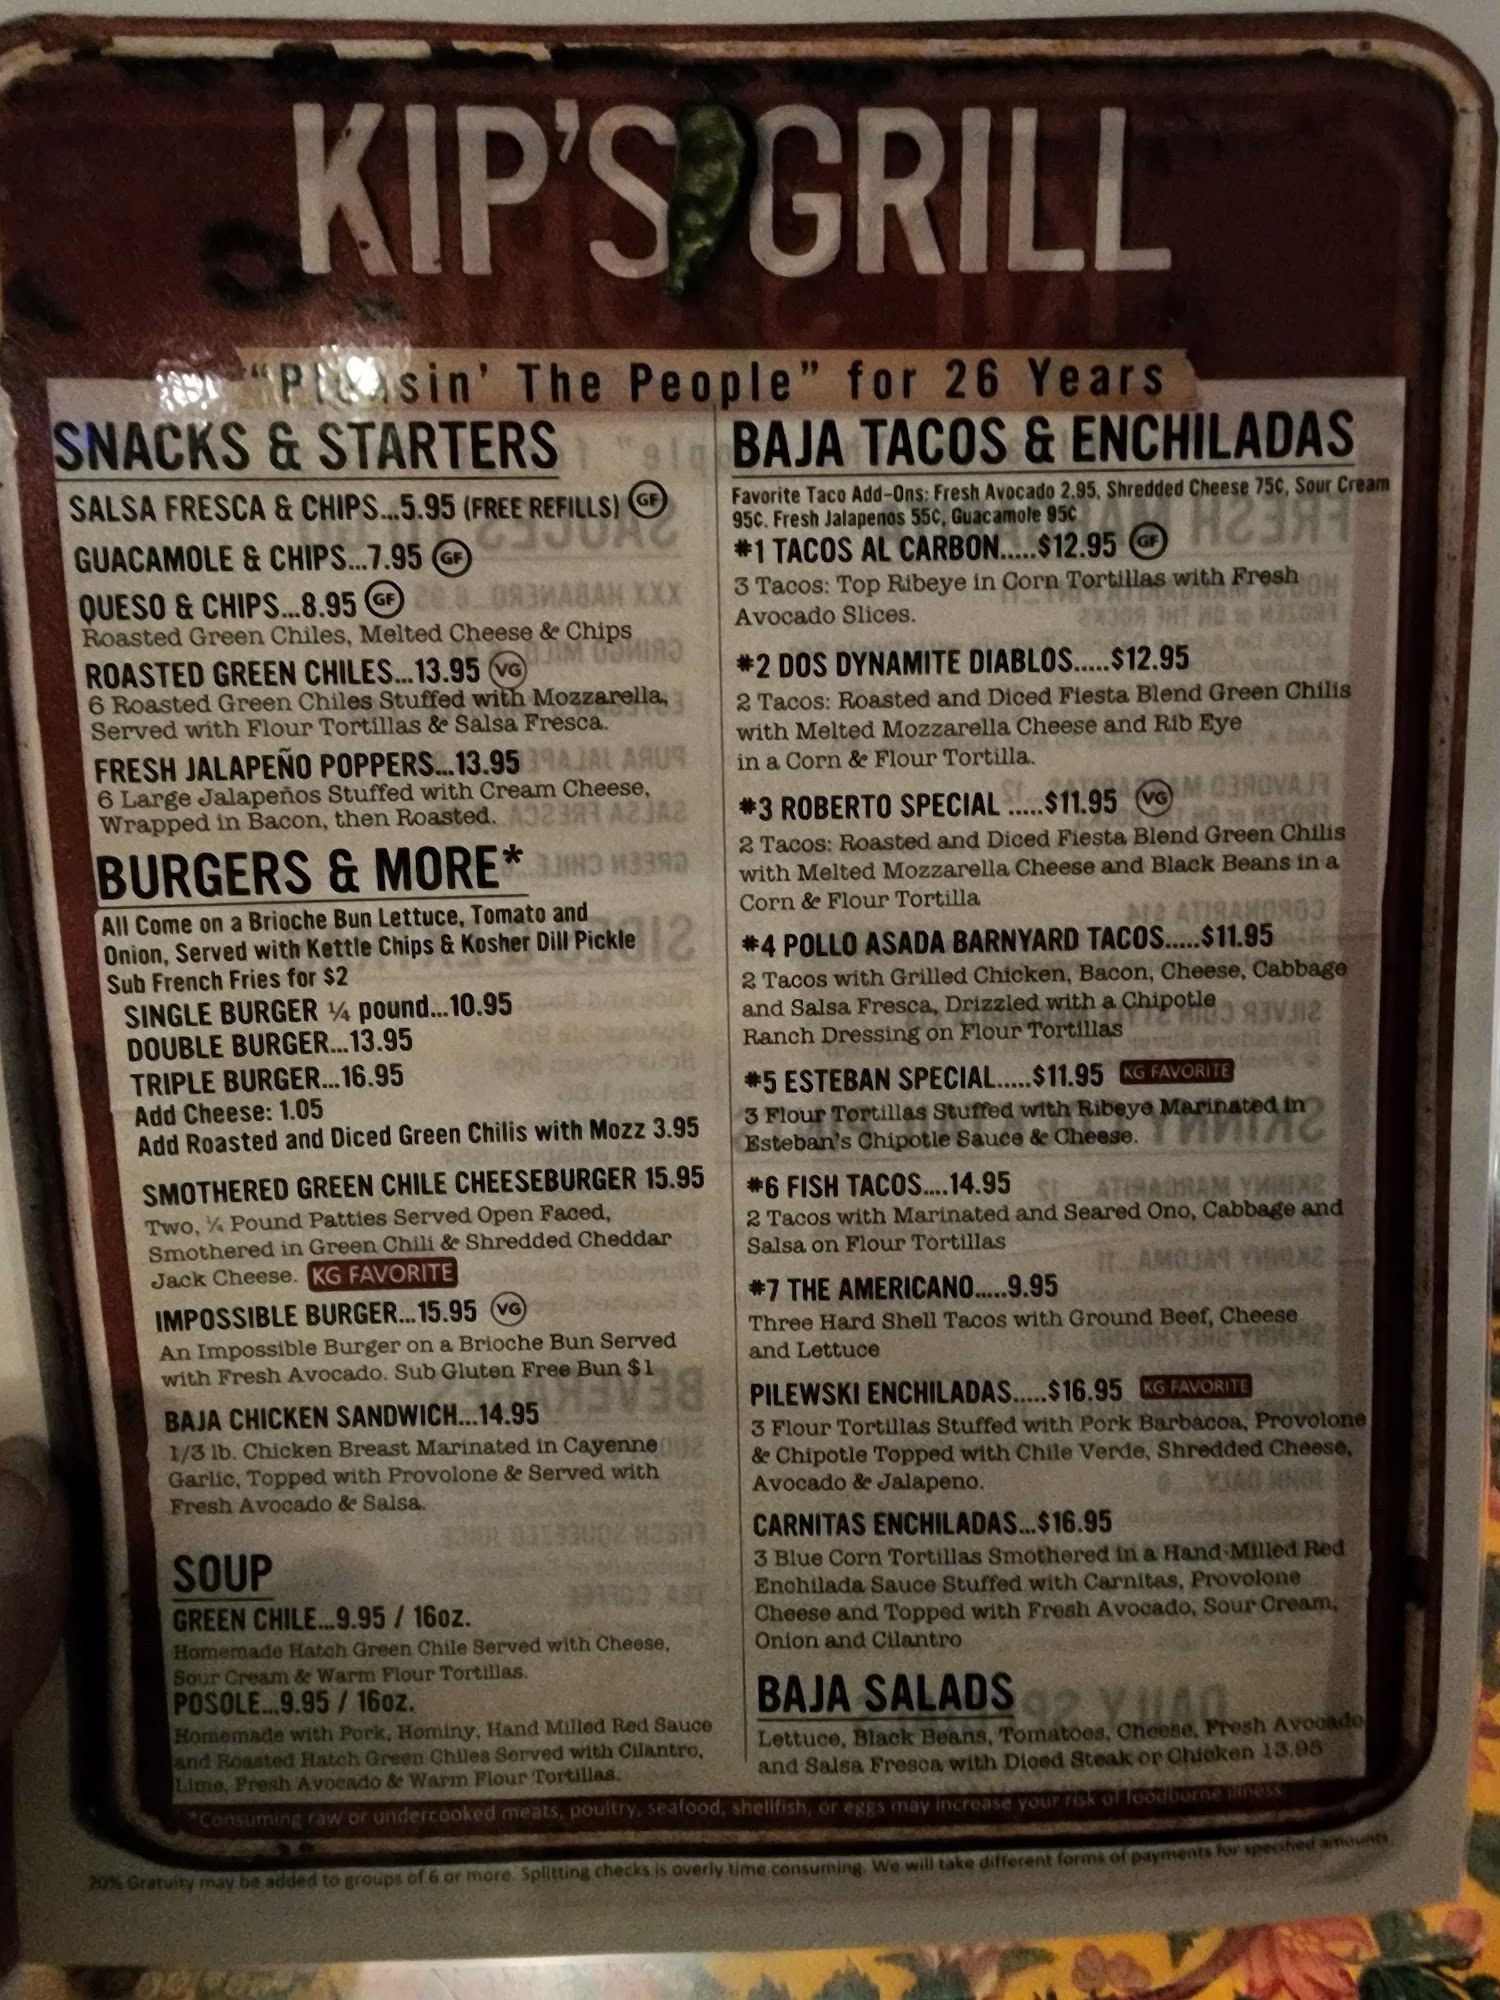 KIP'S GRILL
"Pleasin' The People" for 26 Years
SNACKS & STARTERS
SALSA FRESCA & CHIPS...5.95 (FREE REFILLS) GF
GUACAMOLE & CHIPS...7.95 GF
QUESO & CHIPS...8.95 GF
Roasted Green Chiles, Melted Cheese & Chips
ROASTED GREEN CHILES...13.95 VG
6 Roasted Green Chiles Stuffed with Mozzarella,
Served with Flour Tortillas & Salsa Fresca.
FRESH JALAPEÑO POPPERS...13.95
6 Large Jalapeños Stuffed with Cream Cheese,
Wrapped in Bacon, then Roasted.
BURGERS & MORE*
All Come on a Brioche Bun Lettuce, Tomato and
Onion, Served with Kettle Chips & Kosher Dill Pickle
Sub French Fries for $2
SINGLE BURGER ¼ pound...10.95
DOUBLE BURGER...13.95
TRIPLE BURGER...16.95
Add Cheese: 1.05
Add Roasted and Diced Green Chilis with Mozz 3.95
SMOTHERED GREEN CHILE CHEESEBURGER 15.95
Two, ¼ Pound Patties Served Open Faced,
Smothered in Green Chili & Shredded Cheddar
Jack Cheese. KG FAVORITE
IMPOSSIBLE BURGER...15.95 VG
An Impossible Burger on a Brioche Bun Served
with Fresh Avocado. Sub Gluten Free Bun $1
BAJA CHICKEN SANDWICH...14.95
1/3 lb. Chicken Breast Marinated in Cayenne
Garlic, Topped with Provolone & Served with
Fresh Avocado & Salsa.
SOUP
GREEN CHILE...9.95 / 16oz.
Homemade Hatch Green Chile Served with Cheese,
Sour Cream & Warm Flour Tortillas.
POSOLE...9.95 / 16oz.
Homemade with Pork, Hominy, Hand Milled Red Sauce
and Roasted Hatch Green Chiles Served with Cilantro,
Lime, Fresh Avocado & Warm Flour Tortillas.
BAJA TACOS & ENCHILADAS
Favorite Taco Add-Ons: Fresh Avocado 2.95, Shredded Cheese 75¢, Sour Cream
95¢. Fresh Jalapenos 55¢, Guacamole 95¢
#1 TACOS AL CARBON.....$12.95 GF
3 Tacos: Top Ribeye in Corn Tortillas with Fresh
Avocado Slices.
#2 DOS DYNAMITE DIABLOS.....$12.95
2 Tacos: Roasted and Diced Fiesta Blend Green Chilis
with Melted Mozzarella Cheese and Rib Eye
in a Corn & Flour Tortilla.
#3 ROBERTO SPECIAL .....$11.95 VG
2 Tacos: Roasted and Diced Fiesta Blend Green Chilis
with Melted Mozzarella Cheese and Black Beans in a
Corn & Flour Tortilla
#4 POLLO ASADA BARNYARD TACOS.....$11.95
2 Tacos with Grilled Chicken, Bacon, Cheese, Cabbage
and Salsa Fresca, Drizzled with a Chipotle
Ranch Dressing on Flour Tortillas
#5 ESTEBAN SPECIAL.....$11.95 KG FAVORITE
3 Flour Tortillas Stuffed with Ribeye Marinated in
Esteban's Chipotle Sauce & Cheese.
#6 FISH TACOS....14.95
2 Tacos with Marinated and Seared Ono, Cabbage and
Salsa on Flour Tortillas
#7 THE AMERICANO.....9.95
Three Hard Shell Tacos with Ground Beef, Cheese
and Lettuce
PILEWSKI ENCHILADAS.....$16.95 KG FAVORITE
3 Flour Tortillas Stuffed with Pork Barbacoa, Provolone
& Chipotle Topped with Chile Verde, Shredded Cheese,
Avocado & Jalapeno.
CARNITAS ENCHILADAS...$16.95
3 Blue Corn Tortillas Smothered in a Hand-Milled Red
Enchilada Sauce Stuffed with Carnitas, Provolone
Cheese and Topped with Fresh Avocado, Sour Cream,
Onion and Cilantro
BAJA SALADS
Lettuce, Black Beans, Tomatoes, Cheese, Fresh Avocado
and Salsa Fresca with Diced Steak or Chicken 13.95
*Consuming raw or undercooked meats, poultry, seafood, shellfish, or eggs may increase your risk of foodborne illness
20% Gratuity may be added to groups of 6 or more. Splitting checks is overly time consuming. We will take different forms of payments for specified amounts